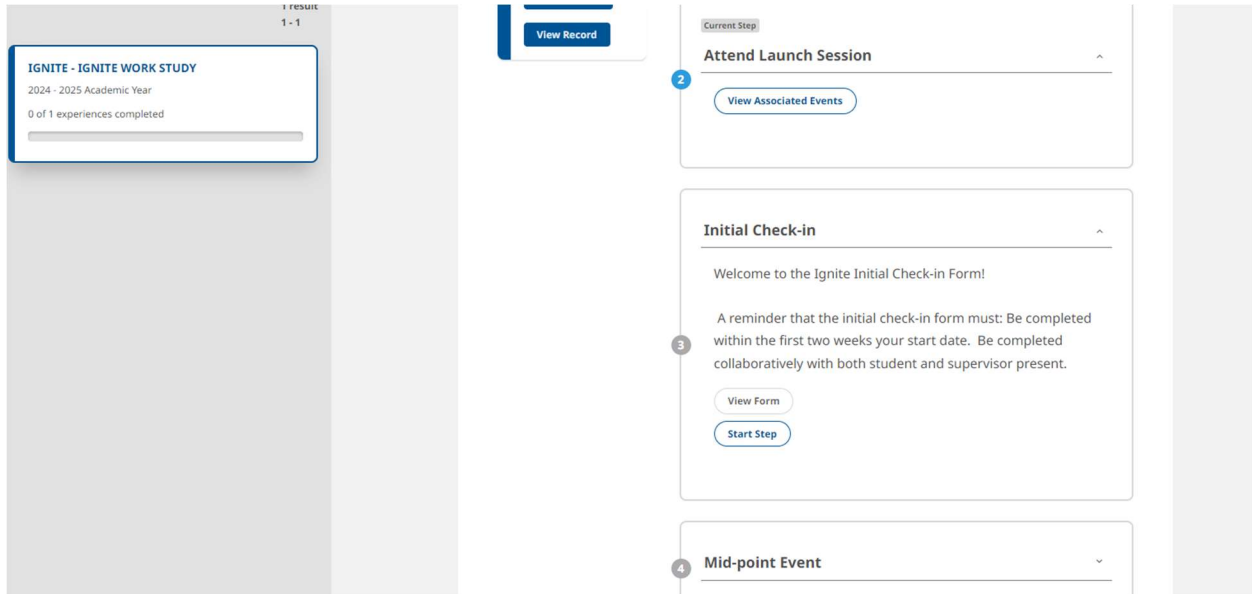 1 result
1 - 1
IGNITE - IGNITE WORK STUDY
2024 - 2025 Academic Year
0 of 1 experiences completed
View Record
Current Step
Attend Launch Session
2
View Associated Events
Initial Check-in
Welcome to the Ignite Initial Check-in Form!
A reminder that the initial check-in form must: Be completed
within the first two weeks your start date.  Be completed
3
collaboratively with both student and supervisor present.
View Form
Start Step
Mid-point Event
4